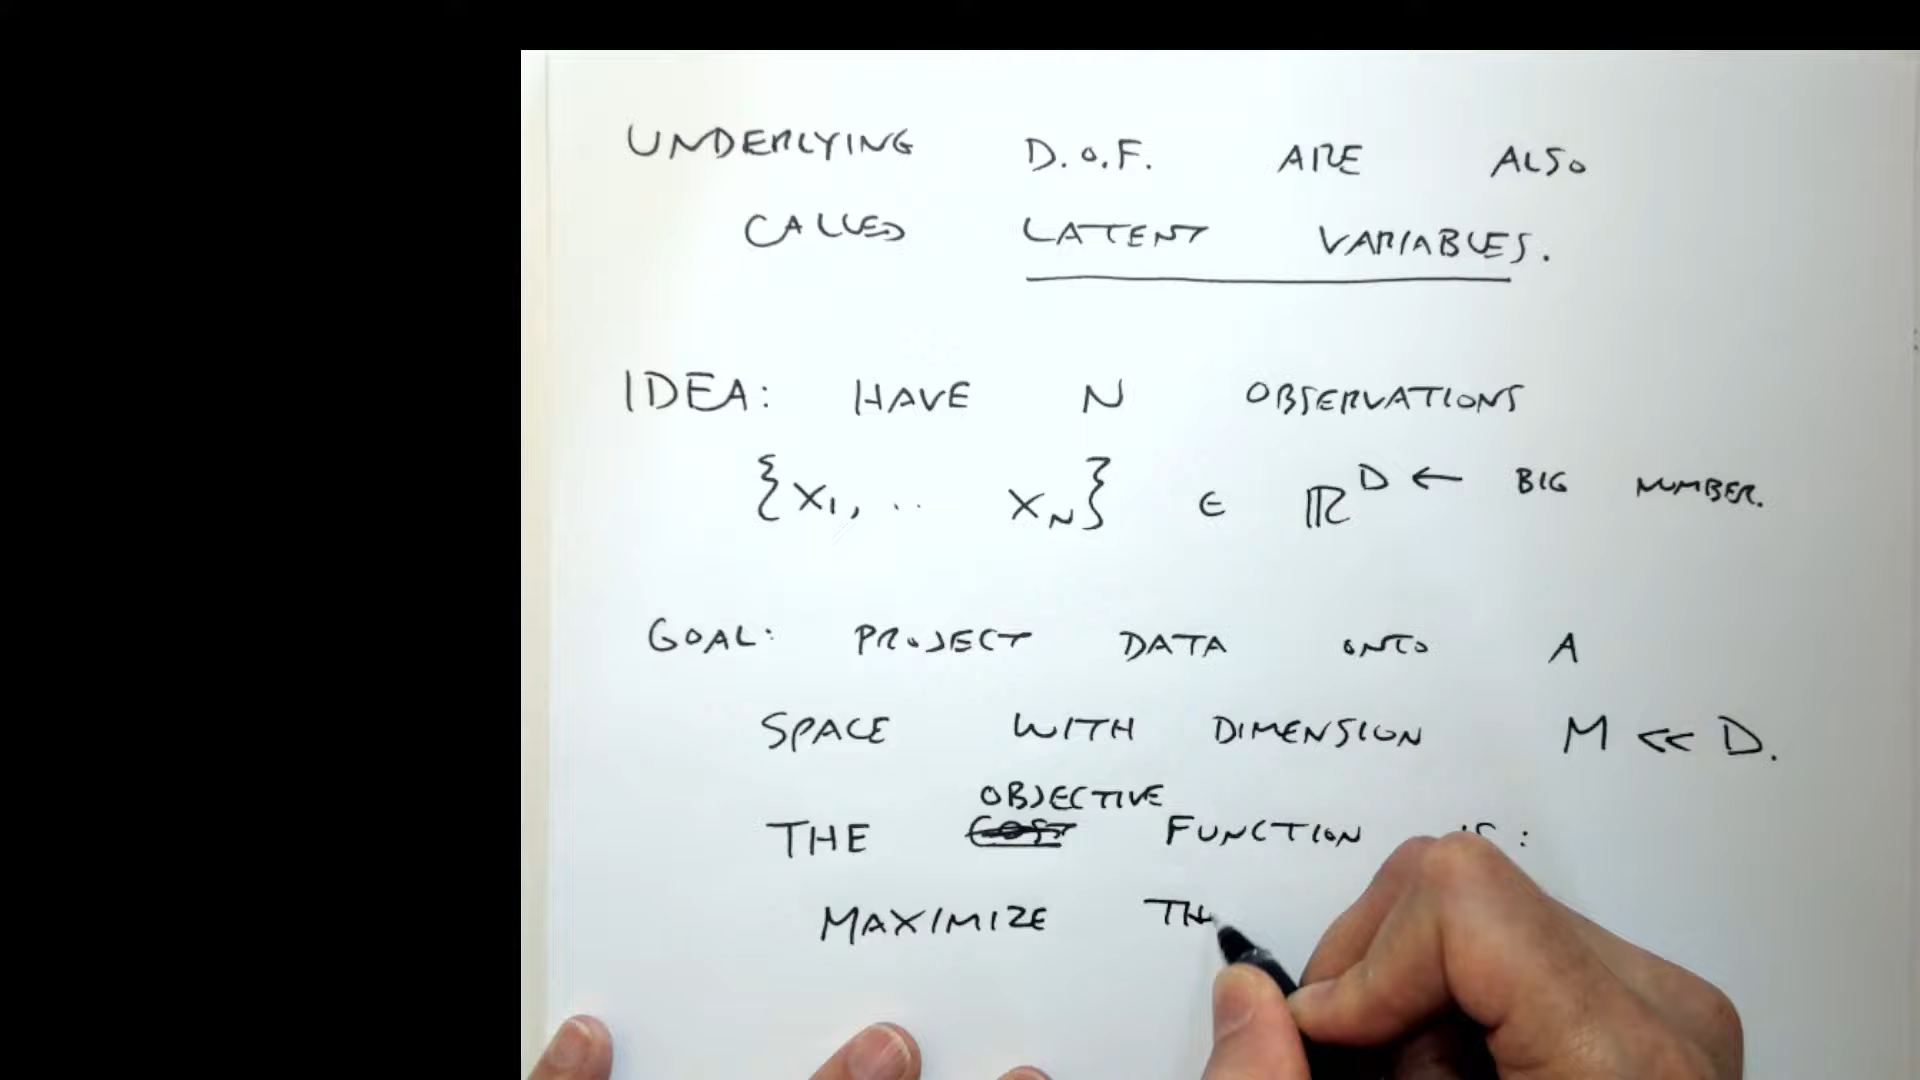 UNDERLYING D.O.F. ARE ALSO
CALLED LATENT VARIABLES.
IDEA: HAVE N OBSERVATIONS
{X1, .. XN} ∈ ℝ^D ← BIG NUMBER.
GOAL: PROJECT DATA ONTO A
SPACE WITH DIMENSION M << D.
OBJECTIVE
THE COST FUNCTION IS:
MAXIMIZE TH